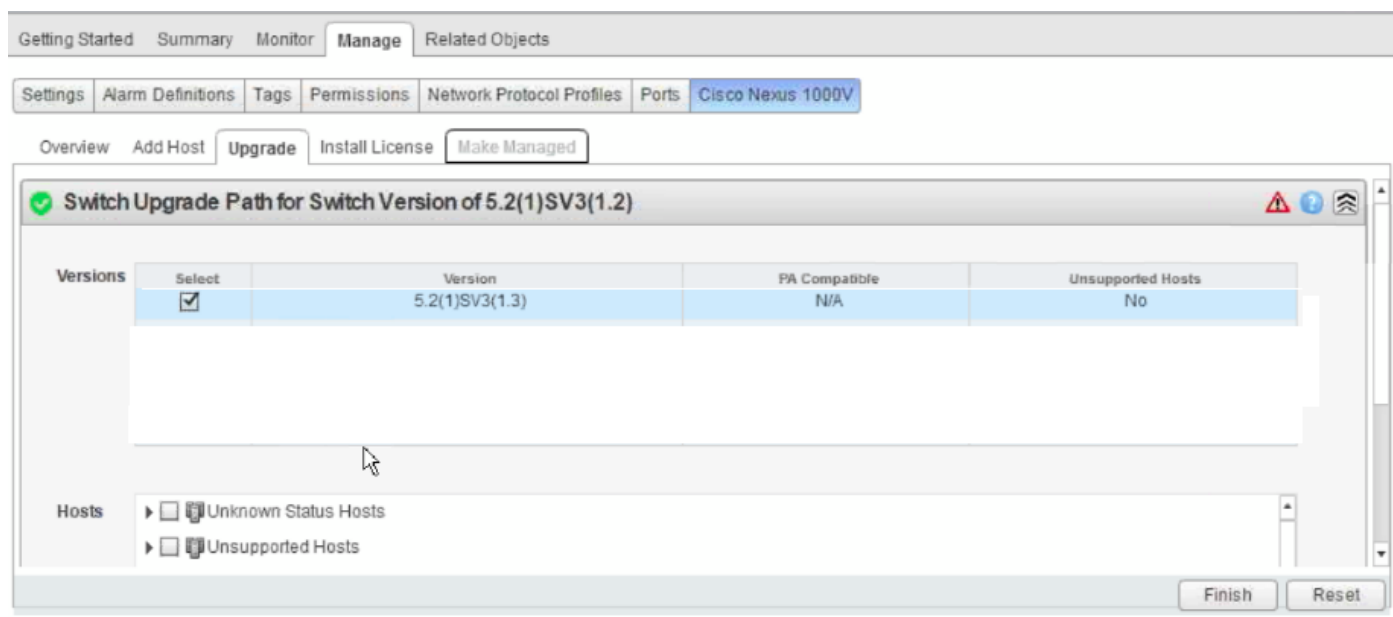 Getting Started Summary Monitor Manage Related Objects
Settings Alarm Definitions Tags Permissions Network Protocol Profiles Ports Cisco Nexus 1000V
Overview Add Host Upgrade Install License Make Managed
Switch Upgrade Path for Switch Version of 5.2(1)SV3(1.2)
Versions Select Version PA Compatible Unsupported Hosts
5.2(1)SV3(1.3) N/A No
Hosts Unknown Status Hosts
Unsupported Hosts
Finish Reset